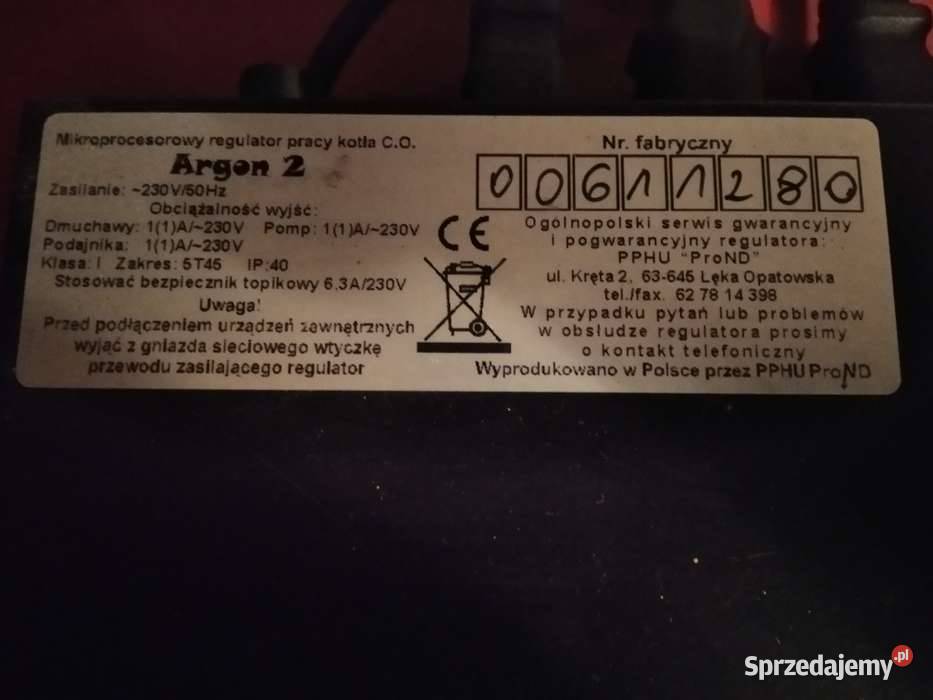 Mikroprocesorowy regulator pracy kotła C.O.
Argon 2
Zasilanie: ~230V/50Hz
Obciążalność wyjść:
Dmuchawy: 1(1)A/~230V Pomp: 1(1)A/~230V
Podajnika: 1(1)A/~230V
Klasa: I Zakres: 5T45 IP:40
Stosować bezpiecznik topikowy 6,3A/230V
Uwaga!
Przed podłączeniem urządzeń zewnętrznych
wyjąć z gniazda sieciowego wtyczkę
przewodu zasilającego regulator
CE
Nr. fabryczny
00611280
Ogólnopolski serwis gwarancyjny
i pogwarancyjny regulatora:
PPHU "ProND"
ul. Kręta 2, 63-645 Łęka Opatowska
tel./fax. 62 78 14 398
W przypadku pytań lub problemów
w obsłudze regulatora prosimy
o kontakt telefoniczny
Wyprodukowano w Polsce przez PPHU ProND
Sprzedajemy.pl